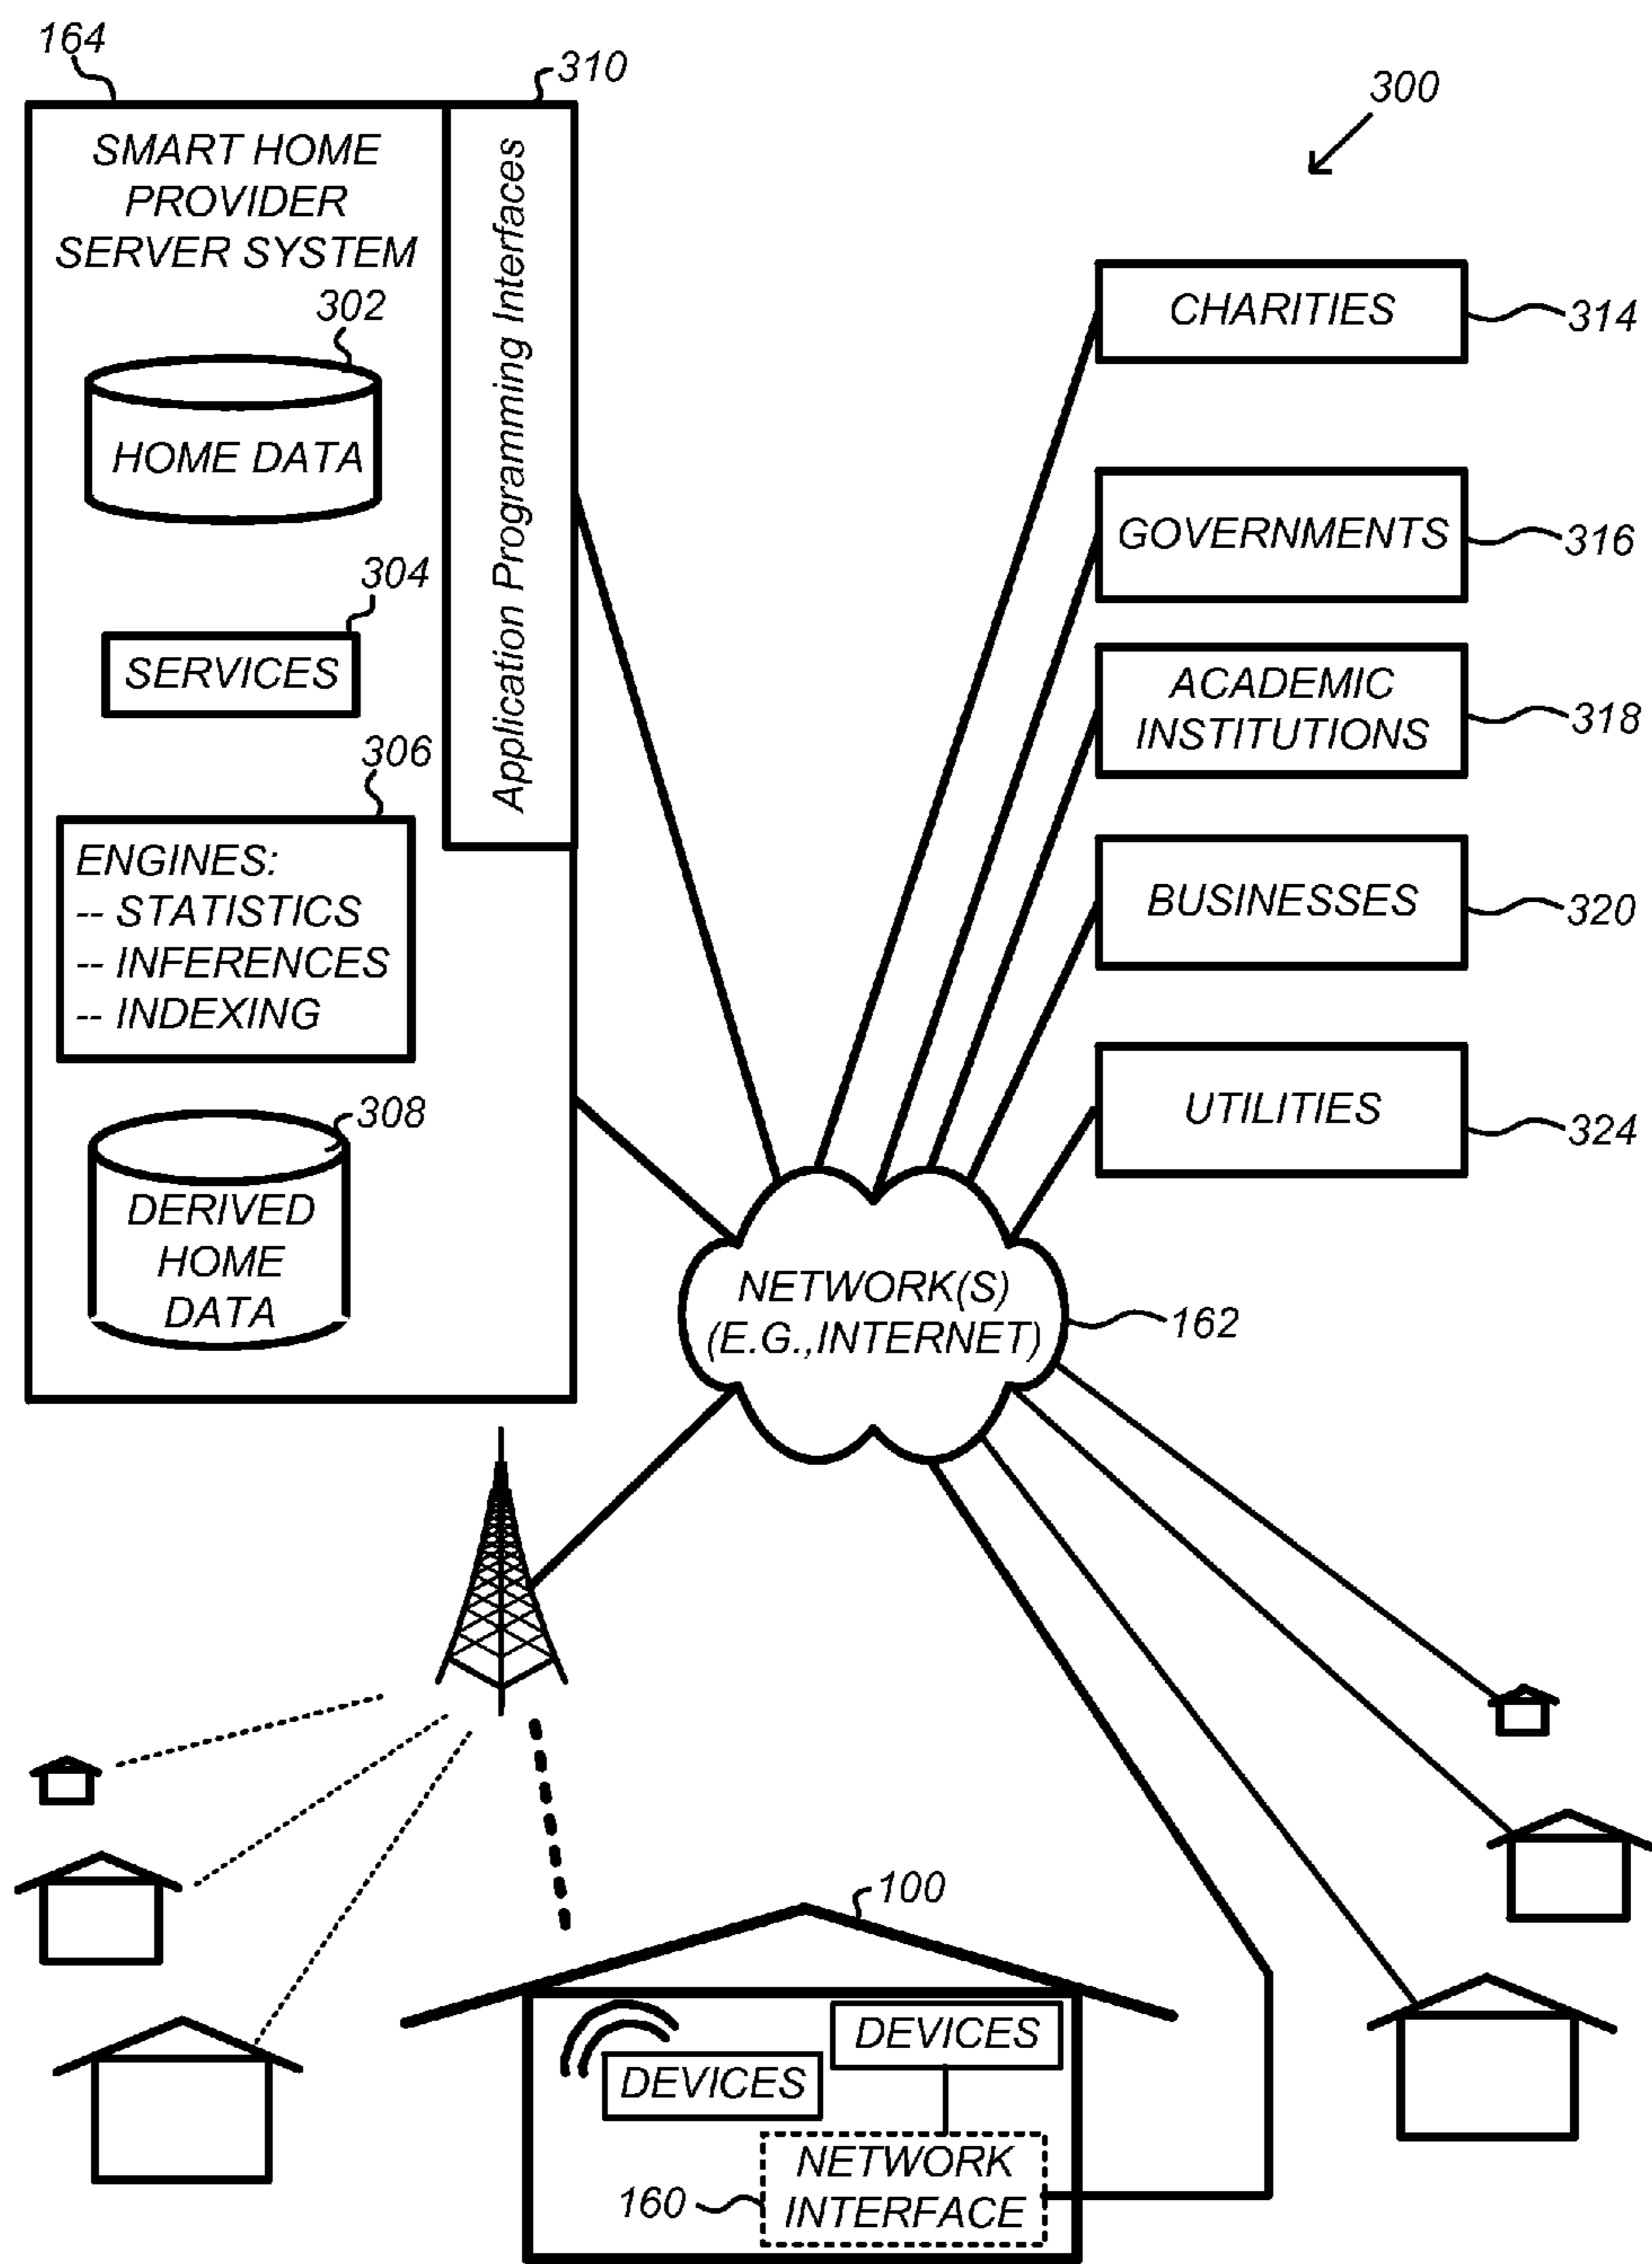 164
310
300
SMART HOME
PROVIDER
SERVER SYSTEM
Application Programming Interfaces
302
HOME DATA
304
SERVICES
306
ENGINES:
-- STATISTICS
-- INFERENCES
-- INDEXING
308
DERIVED
HOME
DATA
CHARITIES
314
GOVERNMENTS
316
ACADEMIC
INSTITUTIONS
318
BUSINESSES
320
UTILITIES
324
NETWORK(S)
(E.G.,INTERNET)
162
100
DEVICES
DEVICES
NETWORK
INTERFACE
160